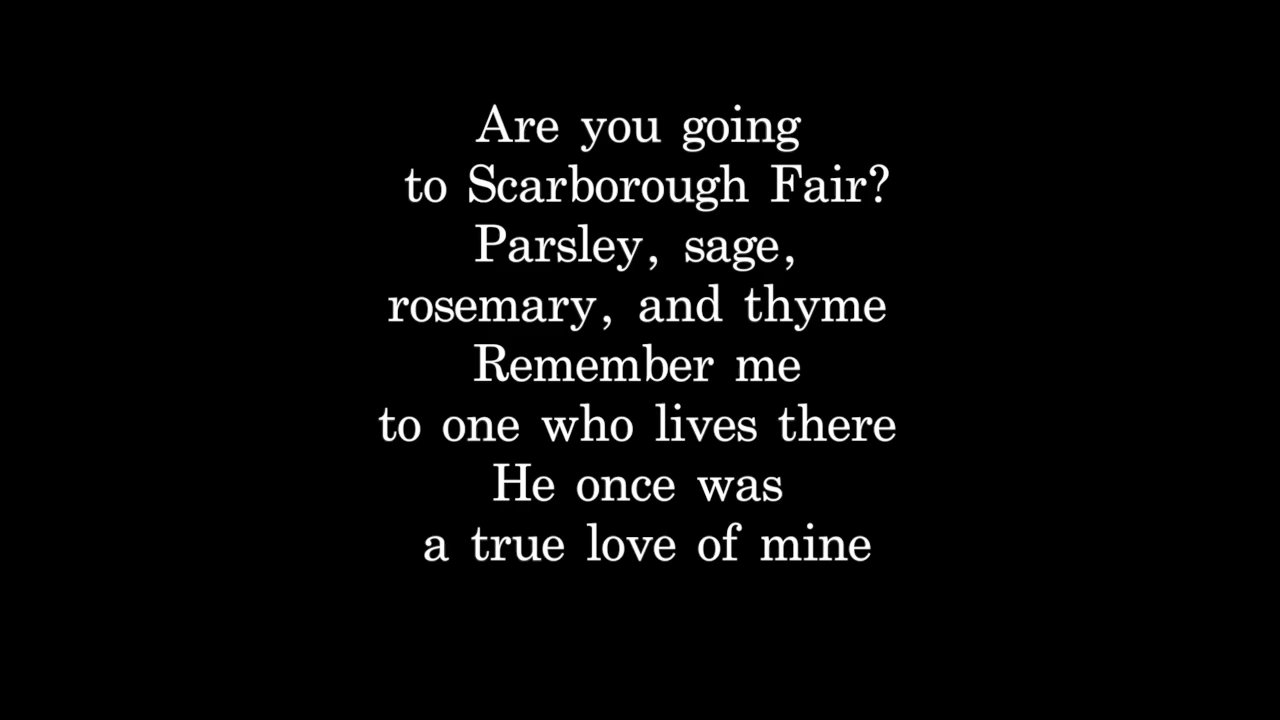 Are you going
to Scarborough Fair?
Parsley, sage,
rosemary, and thyme
Remember me
to one who lives there
He once was
a true love of mine